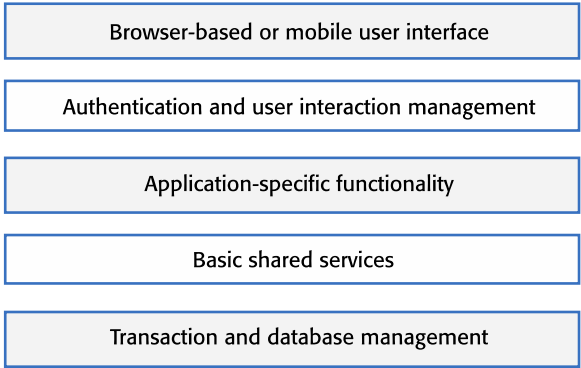 Browser-based or mobile user interface
Authentication and user interaction management
Application-specific functionality
Basic shared services
Transaction and database management